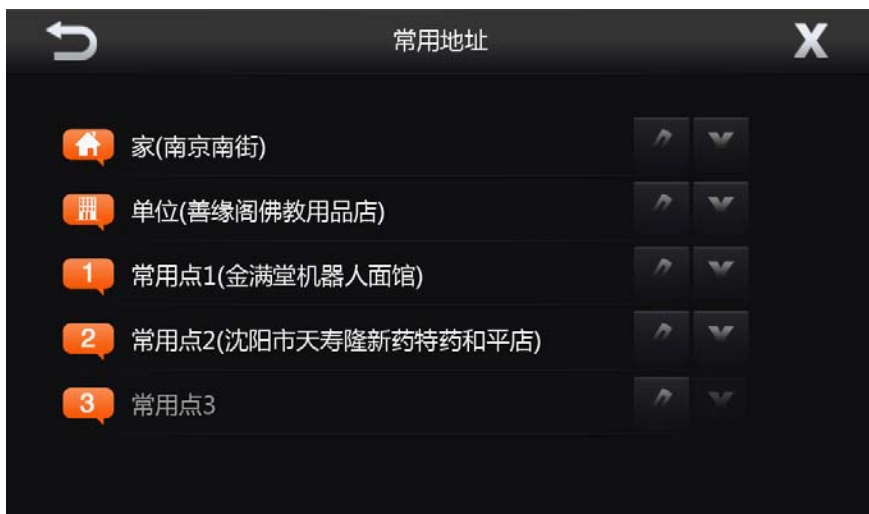 常用地址
X
家(南京南街)
单位(善缘阁佛教用品店)
1 常用点1(金满堂机器人面馆)
2 常用点2(沈阳市天寿隆新药特药和平店)
3 常用点3